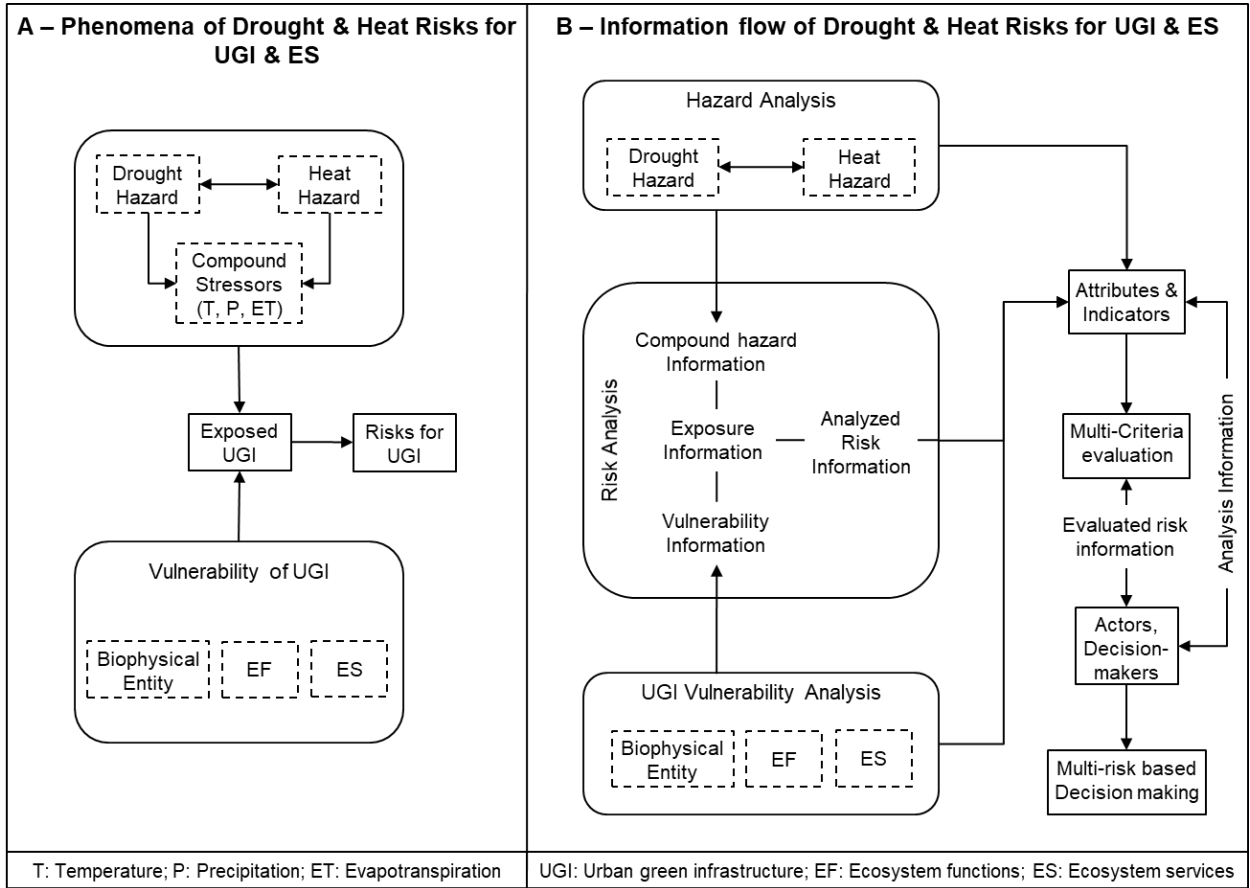 A – Phenomena of Drought & Heat Risks for
UGI & ES
Drought
Hazard
Heat
Hazard
Compound
Stressors
(T, P, ET)
Exposed
UGI
Risks for
UGI
Vulnerability of UGI
Biophysical
Entity
EF
ES
T: Temperature; P: Precipitation; ET: Evapotranspiration
B – Information flow of Drought & Heat Risks for UGI & ES
Hazard Analysis
Drought
Hazard
Heat
Hazard
Risk Analysis
Compound hazard
Information
Exposure
Information
Vulnerability
Information
Analyzed
Risk
Information
UGI Vulnerability Analysis
Biophysical
Entity
EF
ES
Attributes &
Indicators
Multi-Criteria
evaluation
Evaluated risk
information
Analysis Information
Actors,
Decision-
makers
Multi-risk based
Decision making
UGI: Urban green infrastructure; EF: Ecosystem functions; ES: Ecosystem services